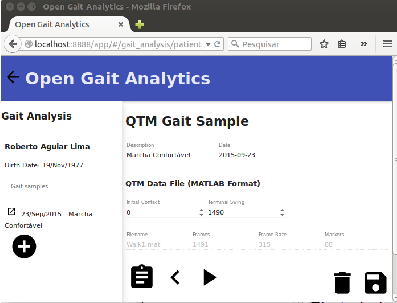 Open Gait Analytics - Mozilla Firefox
Open Gait Analytics
localhost:8888/app/#/gait_analysis/patient
Pesquisar
Open Gait Analytics
Gait Analysis
Roberto Aguiar Lima
Birth Date: 19/Nov/1977
Gait samples
23/Sep/2015 - Marcha
Confortável
QTM Gait Sample
Description
Date
Marcha Confortável
2015-09-23
QTM Data File (MATLAB Format)
Initial Contact
Terminal Swing
0
1490
Filename
Frames
Frame Rate
Markers
Walk1.mat
1491
315
88